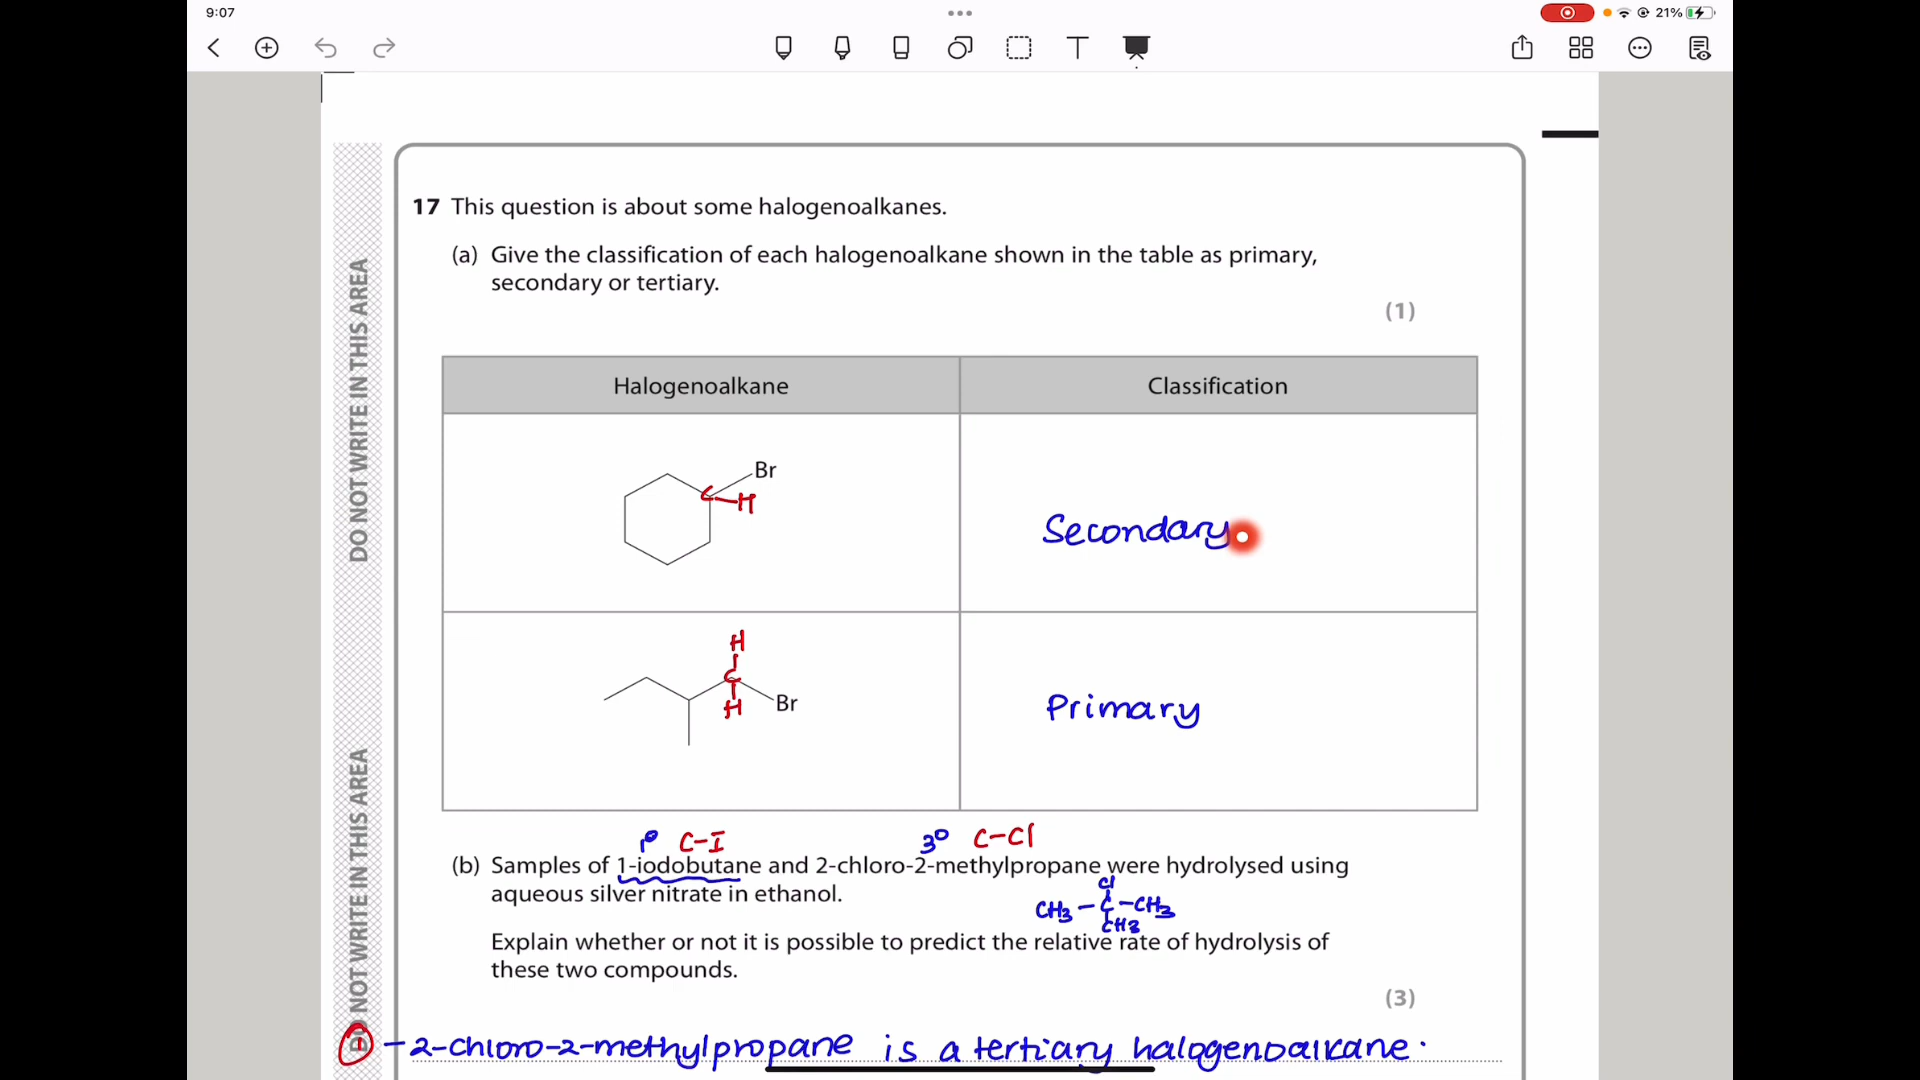 9:07
21%
17 This question is about some halogenoalkanes.
(a) Give the classification of each halogenoalkane shown in the table as primary,
secondary or tertiary.
(1)
Halogenoalkane Classification
Br
C-H
Secondary
H
C
H
Br
Primary
1° C-I 3° C-Cl
(b) Samples of 1-iodobutane and 2-chloro-2-methylpropane were hydrolysed using
aqueous silver nitrate in ethanol.
Cl
CH3 - C - CH3
CH3
Explain whether or not it is possible to predict the relative rate of hydrolysis of
these two compounds.
(3)
1 -2-chloro-2-methylpropane is a tertiary halogenoalkane.
DO NOT WRITE IN THIS AREA
DO NOT WRITE IN THIS AREA